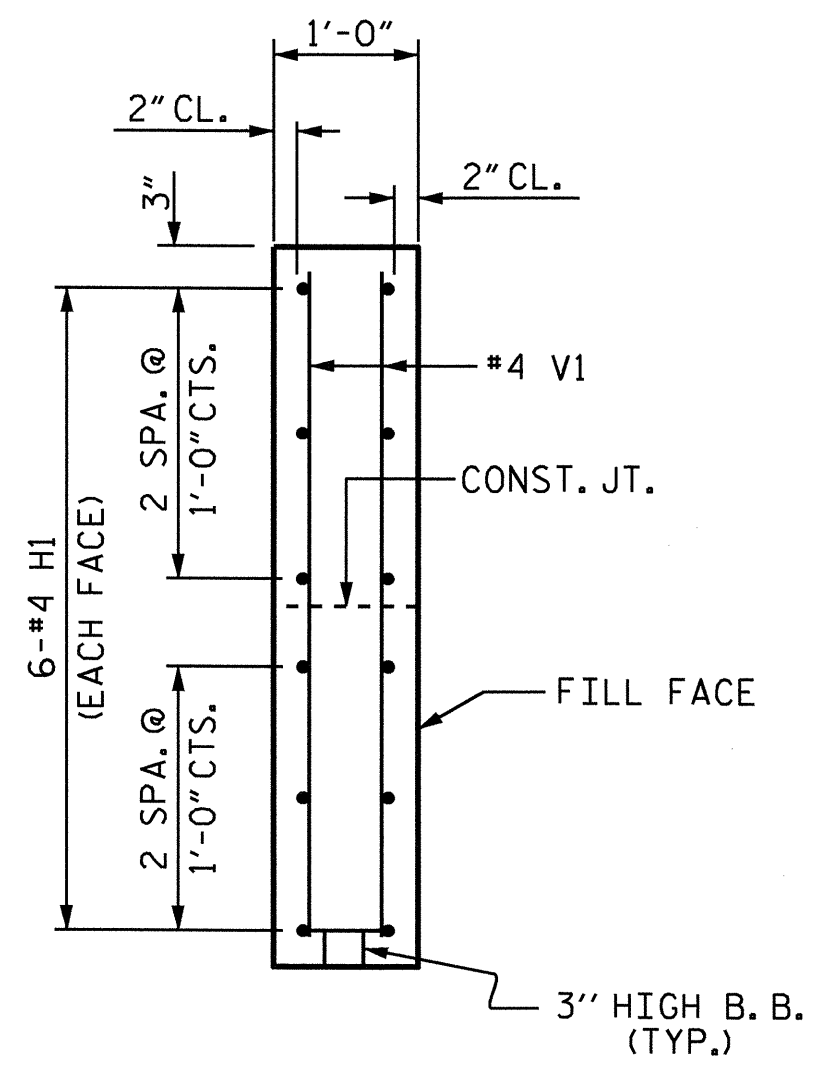 1'-0"
2" CL.
2" CL.
3"
#4 V1
2 SPA. @
1'-0" CTS.
CONST. JT.
6-#4 H1
(EACH FACE)
FILL FACE
2 SPA. @
1'-0" CTS.
3" HIGH B. B.
(TYP.)